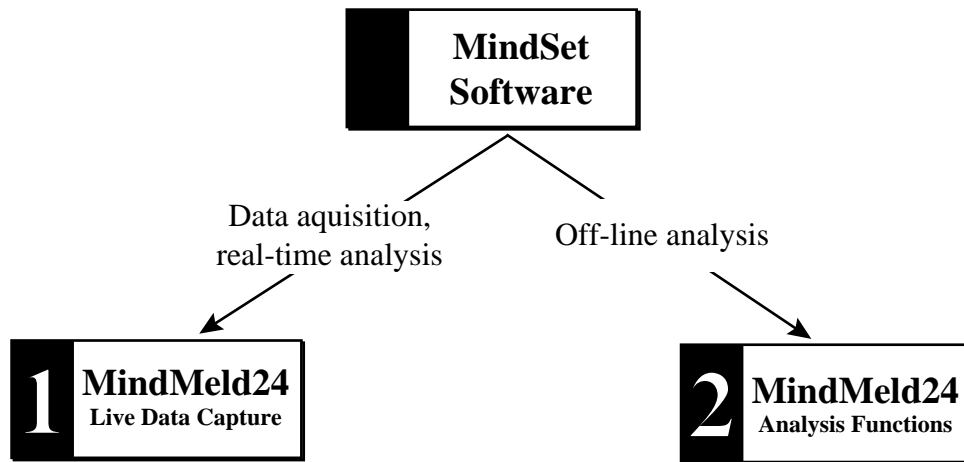 MindSet
Software
Data aquisition,
real-time analysis
Off-line analysis
1
MindMeld24
Live Data Capture
2
MindMeld24
Analysis Functions